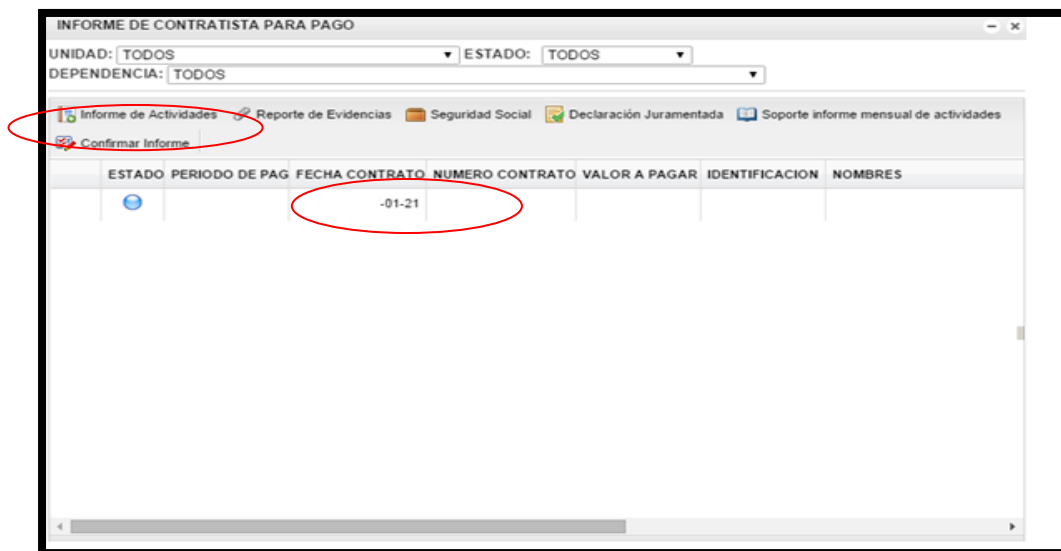 INFORME DE CONTRATISTA PARA PAGO
UNIDAD: TODOS ESTADO: TODOS
DEPENDENCIA: TODOS
Informe de Actividades Reporte de Evidencias Seguridad Social Declaración Juramentada Soporte informe mensual de actividades
Confirmar Informe
ESTADO PERIODO DE PAG FECHA CONTRATO NUMERO CONTRATO VALOR A PAGAR IDENTIFICACION NOMBRES
-01-21